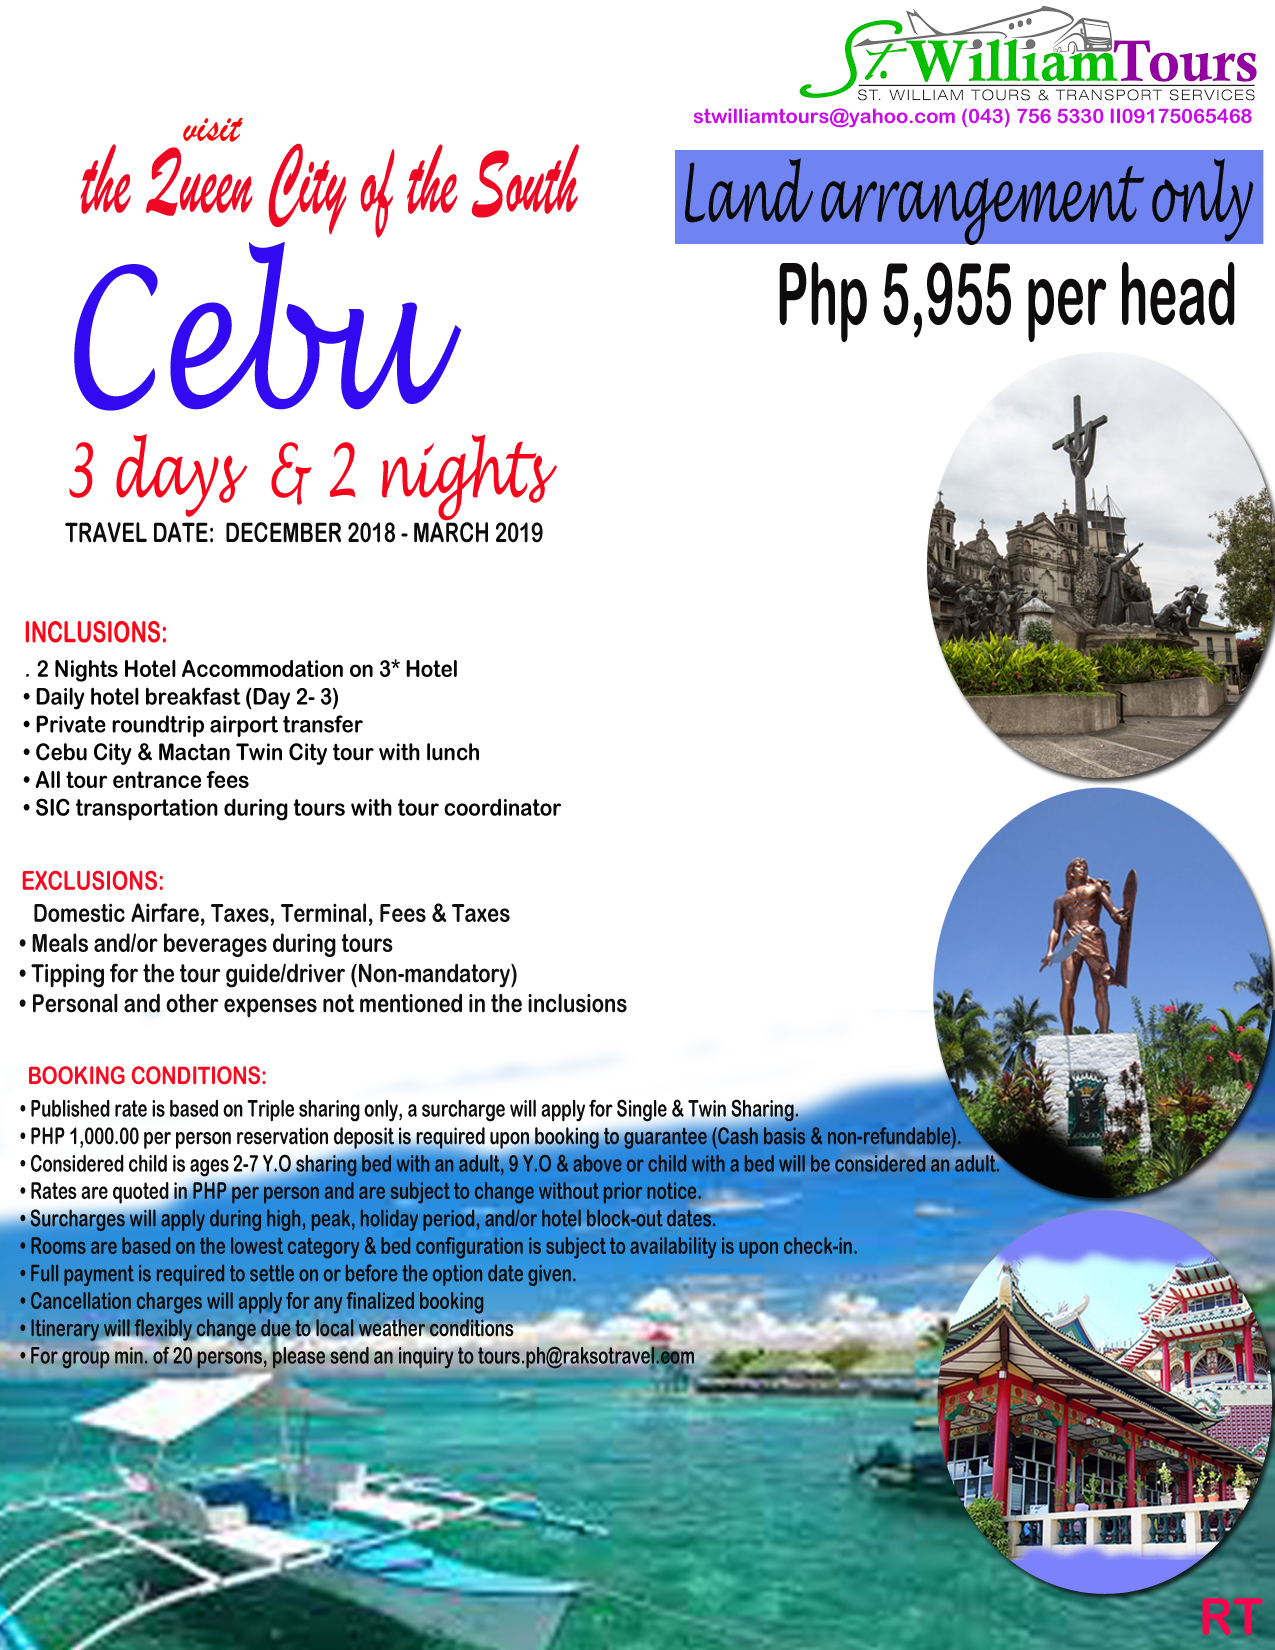 St. William Tours
ST. WILLIAM TOURS & TRANSPORT SERVICES
stwilliamtours@yahoo.com (043) 756 5330 II09175065468
visit
the Queen City of the South
Cebu
3 days & 2 nights
TRAVEL DATE: DECEMBER 2018 - MARCH 2019
Land arrangement only
Php 5,955 per head
INCLUSIONS:
. 2 Nights Hotel Accommodation on 3* Hotel
• Daily hotel breakfast (Day 2- 3)
• Private roundtrip airport transfer
• Cebu City & Mactan Twin City tour with lunch
• All tour entrance fees
• SIC transportation during tours with tour coordinator
EXCLUSIONS:
Domestic Airfare, Taxes, Terminal, Fees & Taxes
• Meals and/or beverages during tours
• Tipping for the tour guide/driver (Non-mandatory)
• Personal and other expenses not mentioned in the inclusions
BOOKING CONDITIONS:
• Published rate is based on Triple sharing only, a surcharge will apply for Single & Twin Sharing.
• PHP 1,000.00 per person reservation deposit is required upon booking to guarantee (Cash basis & non-refundable).
• Considered child is ages 2-7 Y.O sharing bed with an adult, 9 Y.O & above or child with a bed will be considered an adult.
• Rates are quoted in PHP per person and are subject to change without prior notice.
• Surcharges will apply during high, peak, holiday period, and/or hotel block-out dates.
• Rooms are based on the lowest category & bed configuration is subject to availability is upon check-in.
• Full payment is required to settle on or before the option date given.
• Cancellation charges will apply for any finalized booking
• Itinerary will flexibly change due to local weather conditions
• For group min. of 20 persons, please send an inquiry to tours.ph@raksotravel.com
RT